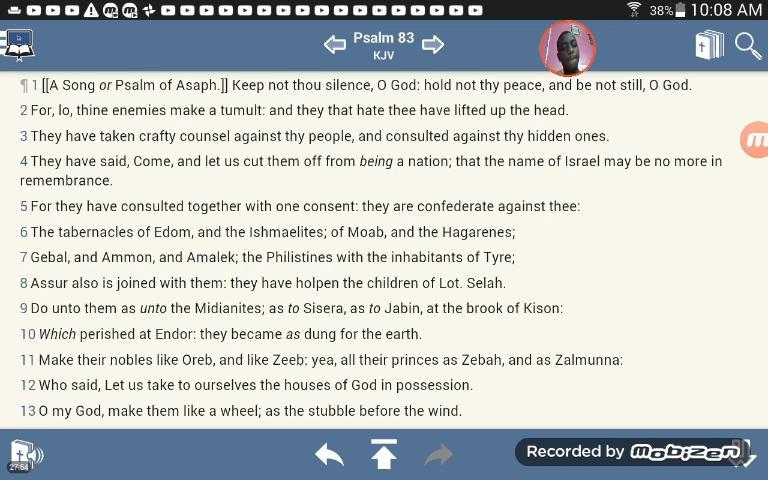 38% 10:08 AM
Psalm 83
KJV
¶ 1 [[A Song or Psalm of Asaph.]] Keep not thou silence, O God: hold not thy peace, and be not still, O God.
2 For, lo, thine enemies make a tumult: and they that hate thee have lifted up the head.
3 They have taken crafty counsel against thy people, and consulted against thy hidden ones.
4 They have said, Come, and let us cut them off from being a nation; that the name of Israel may be no more in
remembrance.
5 For they have consulted together with one consent: they are confederate against thee:
6 The tabernacles of Edom, and the Ishmaelites; of Moab, and the Hagarenes;
7 Gebal, and Ammon, and Amalek; the Philistines with the inhabitants of Tyre;
8 Assur also is joined with them: they have holpen the children of Lot. Selah.
9 Do unto them as unto the Midianites; as to Sisera, as to Jabin, at the brook of Kison:
10 Which perished at Endor: they became as dung for the earth.
11 Make their nobles like Oreb, and like Zeeb: yea, all their princes as Zebah, and as Zalmunna:
12 Who said, Let us take to ourselves the houses of God in possession.
13 O my God, make them like a wheel; as the stubble before the wind.
27:54
Recorded by mobizen